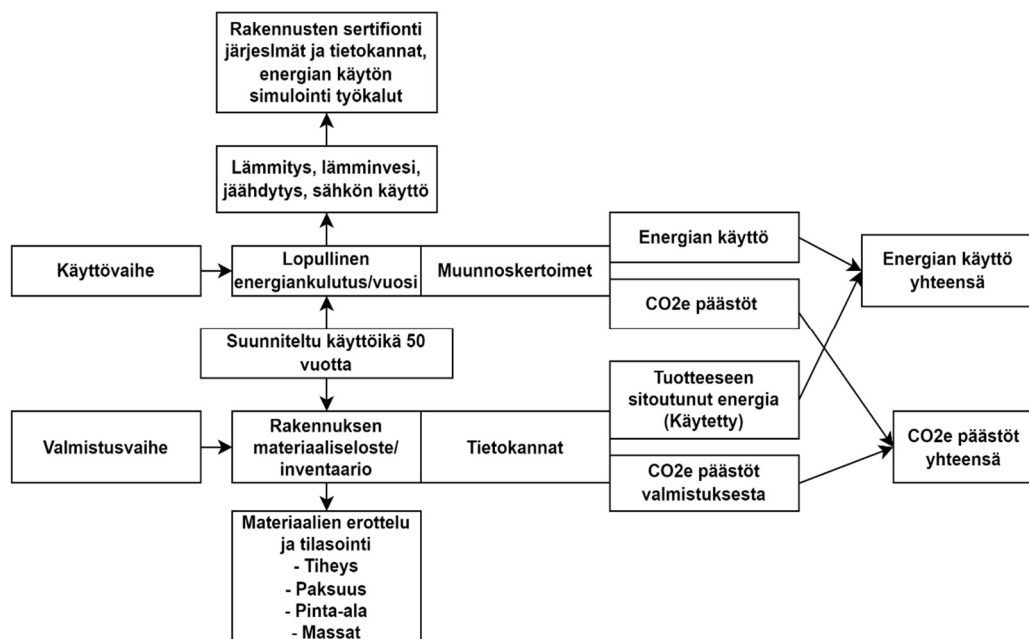 Rakennusten sertifionti
järjeslmät ja tietokannat,
energian käytön
simulointi työkalut
Lämmitys, lämminvesi,
jäähdytys, sähkön käyttö
Käyttövaihe
Lopullinen
energiankulutus/vuosi
Muunnoskertoimet
Energian käyttö
CO2e päästöt
Energian käyttö
yhteensä
Suunniteltu käyttöikä 50
vuotta
Valmistusvaihe
Rakennuksen
materiaaliseloste/
inventaario
Tietokannat
Tuotteeseen
sitoutunut energia
(Käytetty)
CO2e päästöt
valmistuksesta
CO2e päästöt
yhteensä
Materiaalien erottelu
ja tilasointi
- Tiheys
- Paksuus
- Pinta-ala
- Massat